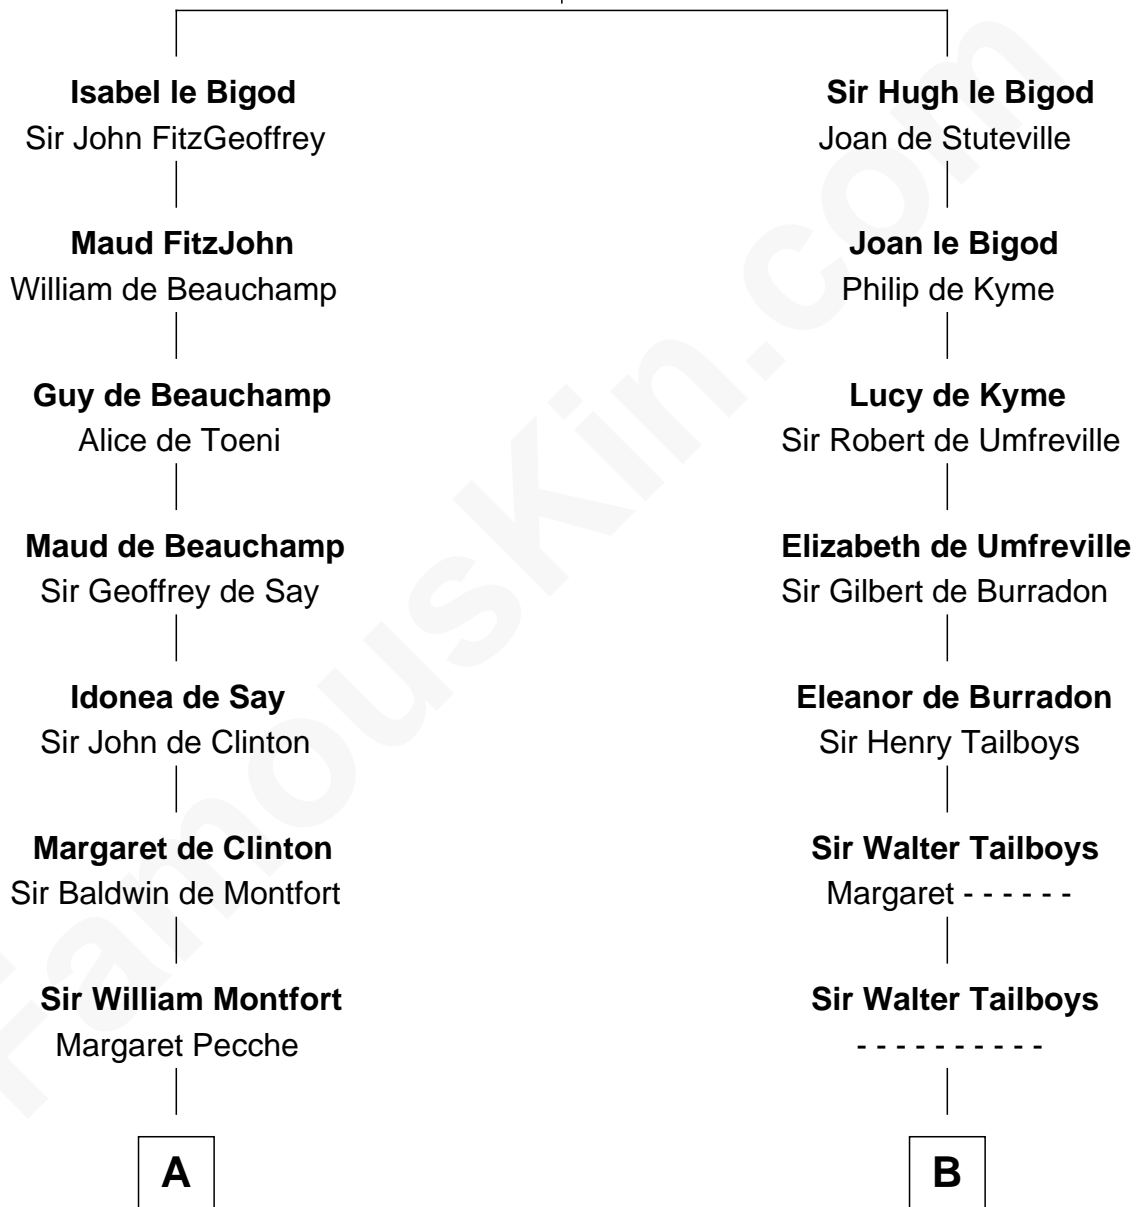 Isabel le Bigod
Sir John FitzGeoffrey
Maud FitzJohn
William de Beauchamp
Guy de Beauchamp
Alice de Toeni
Maud de Beauchamp
Sir Geoffrey de Say
Idonea de Say
Sir John de Clinton
Margaret de Clinton
Sir Baldwin de Montfort
Sir William Montfort
Margaret Pecche
A
Sir Hugh le Bigod
Joan de Stuteville
Joan le Bigod
Philip de Kyme
Lucy de Kyme
Sir Robert de Umfreville
Elizabeth de Umfreville
Sir Gilbert de Burradon
Eleanor de Burradon
Sir Henry Tailboys
Sir Walter Tailboys
Margaret - - - - - -
Sir Walter Tailboys
- - - - - - - - - -
B
FamousKin.com